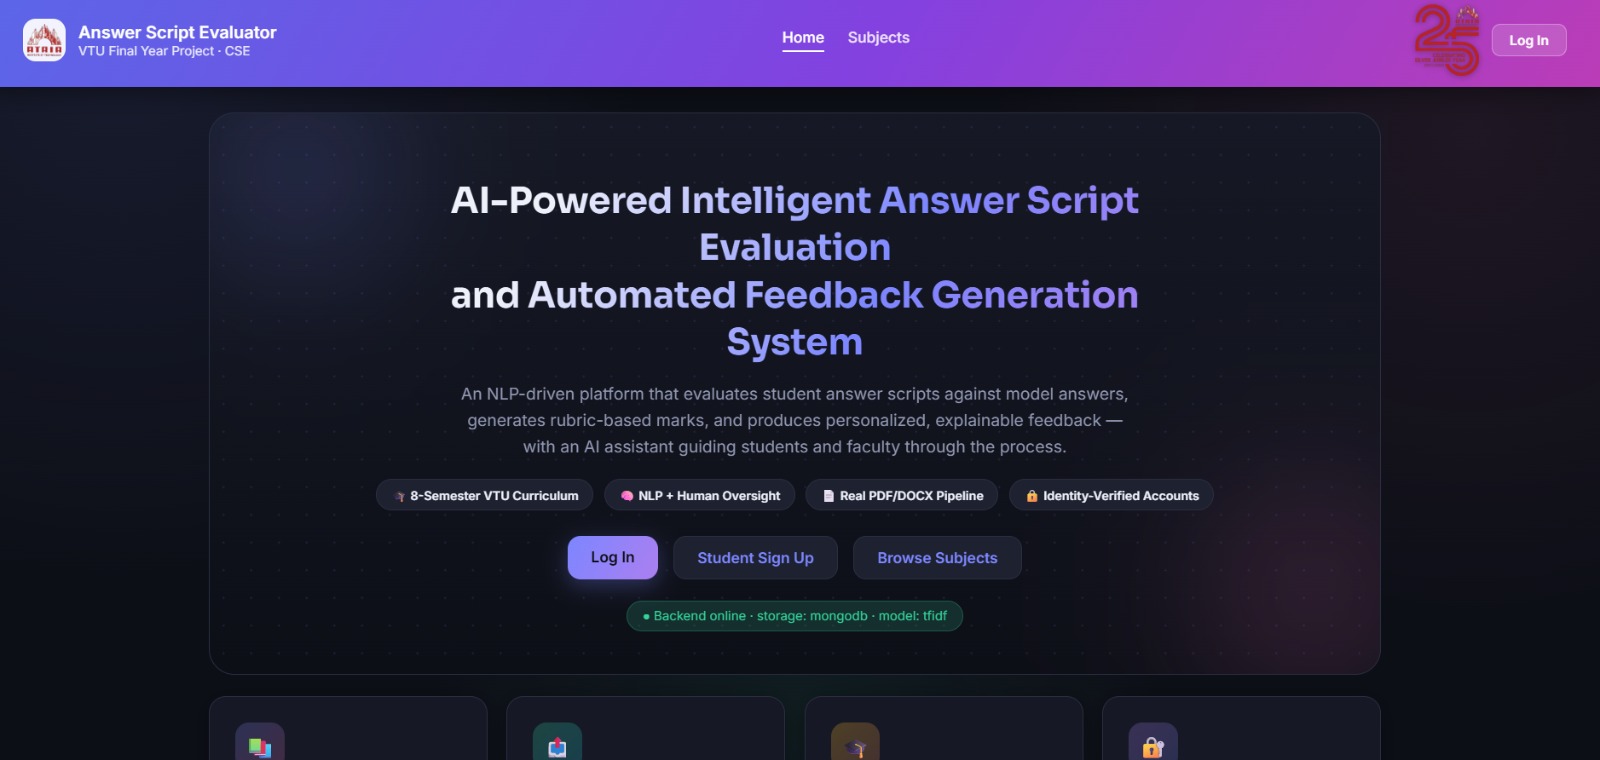 ATRIA
Answer Script Evaluator
VTU Final Year Project · CSE
Home
Subjects
25
Log In
AI-Powered Intelligent Answer Script
Evaluation
and Automated Feedback Generation
System
An NLP-driven platform that evaluates student answer scripts against model answers,
generates rubric-based marks, and produces personalized, explainable feedback —
with an AI assistant guiding students and faculty through the process.
8-Semester VTU Curriculum
NLP + Human Oversight
Real PDF/DOCX Pipeline
Identity-Verified Accounts
Log In
Student Sign Up
Browse Subjects
● Backend online · storage: mongodb · model: tfidf